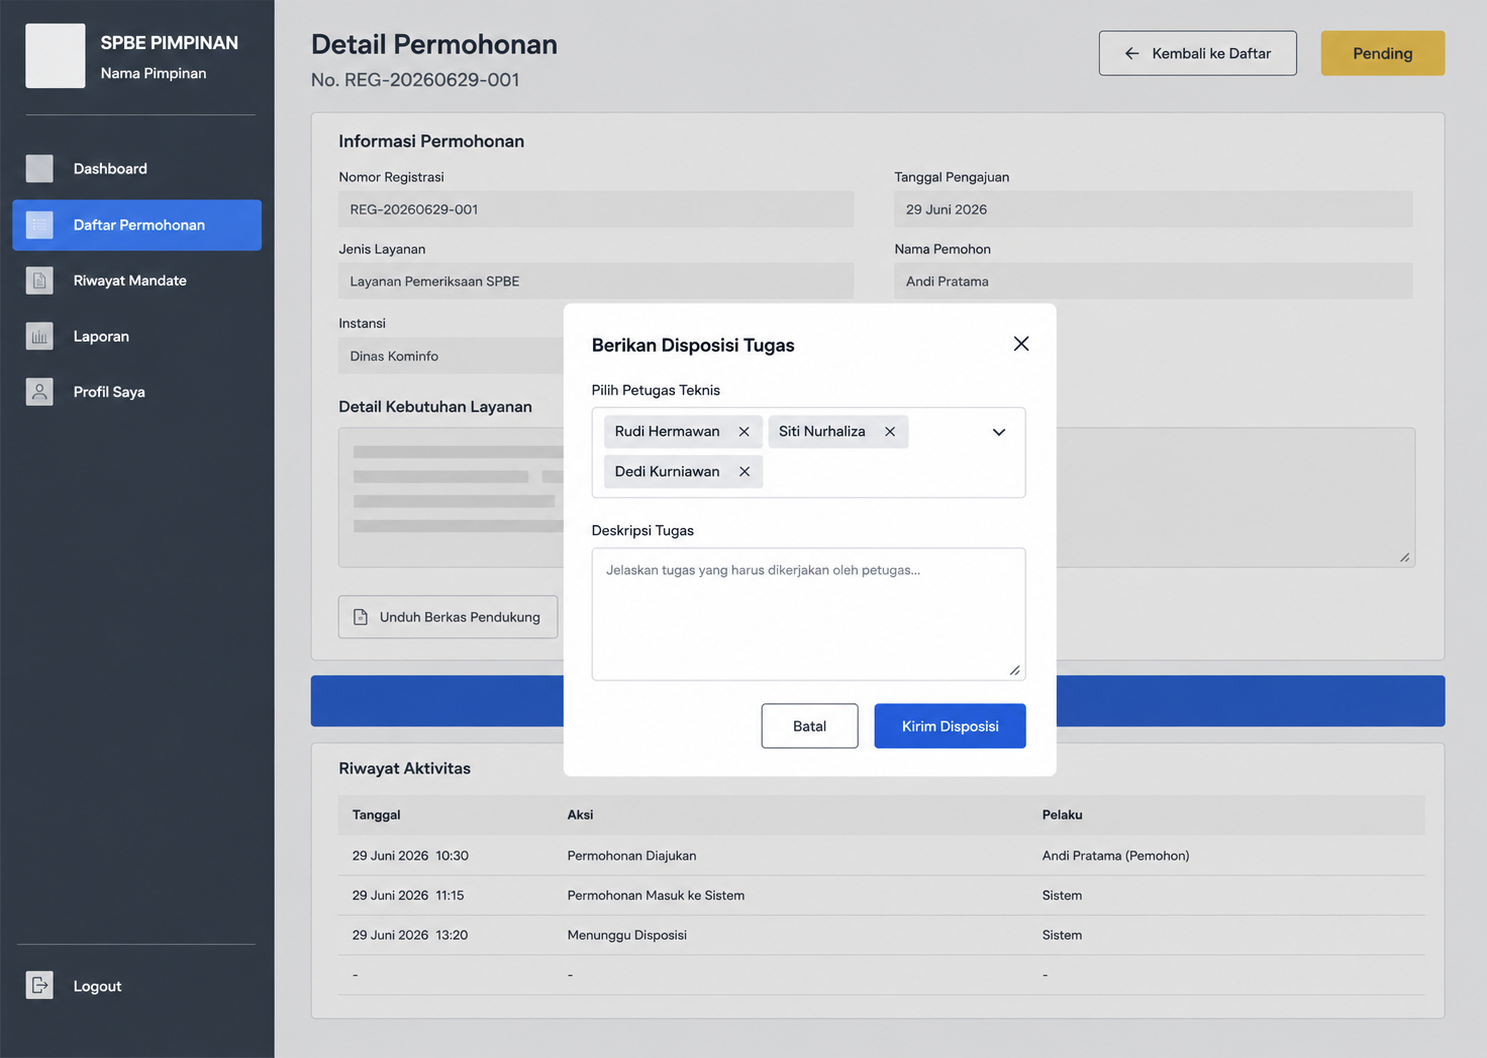 SPBE PIMPINAN
Nama Pimpinan
Dashboard
Daftar Permohonan
Riwayat Mandate
Laporan
Profil Saya
Logout
Detail Permohonan
No. REG-20260629-001
Kembali ke Daftar
Pending
Informasi Permohonan
Nomor Registrasi
REG-20260629-001
Tanggal Pengajuan
29 Juni 2026
Jenis Layanan
Layanan Pemeriksaan SPBE
Nama Pemohon
Andi Pratama
Instansi
Dinas Kominfo
Detail Kebutuhan Layanan
Unduh Berkas Pendukung
Berikan Disposisi Tugas
Pilih Petugas Teknis
Rudi Hermawan
Siti Nurhaliza
Dedi Kurniawan
Deskripsi Tugas
Jelaskan tugas yang harus dikerjakan oleh petugas...
Batal
Kirim Disposisi
Riwayat Aktivitas
Tanggal Aksi Pelaku
29 Juni 2026 10:30 Permohonan Diajukan Andi Pratama (Pemohon)
29 Juni 2026 11:15 Permohonan Masuk ke Sistem Sistem
29 Juni 2026 13:20 Menunggu Disposisi Sistem
- - -